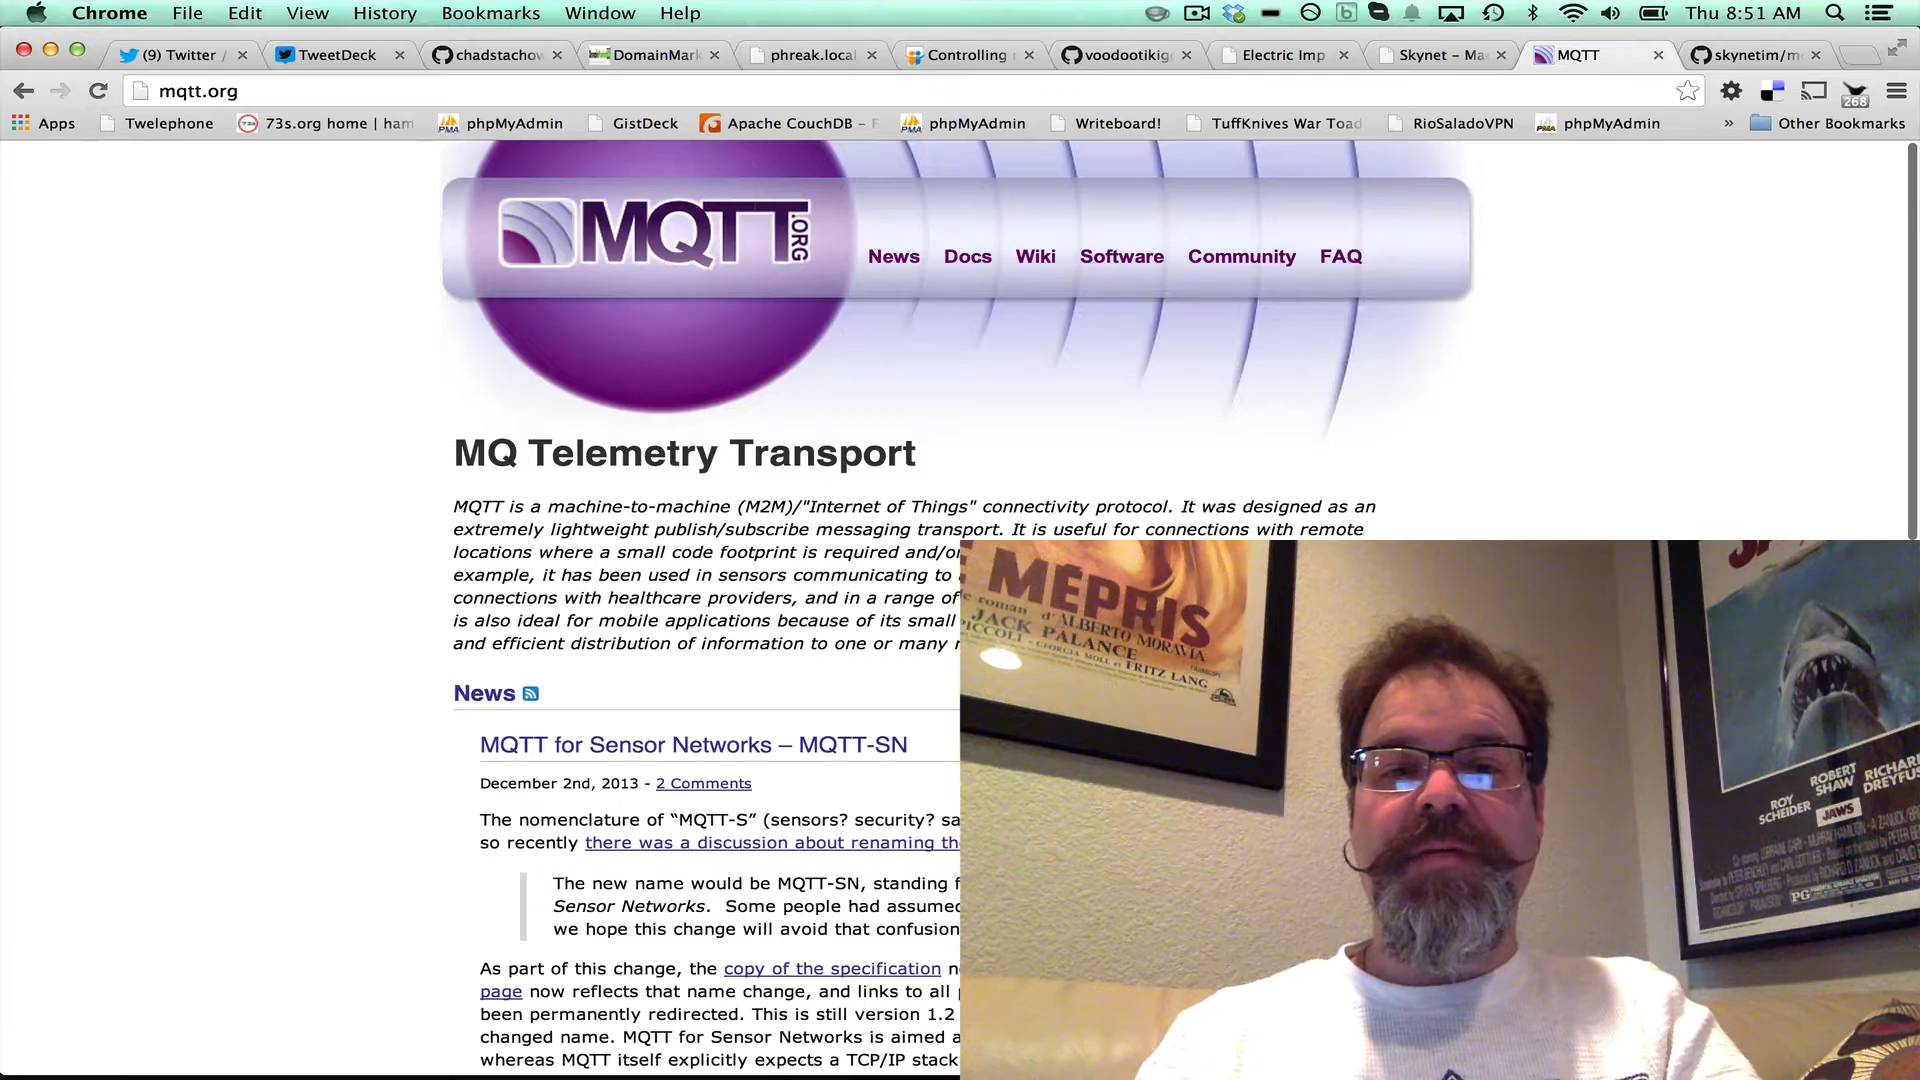 Chrome File Edit View History Bookmarks Window Help Thu 8:51 AM
(9) Twitter / TweetDeck chadstachow DomainMark phreak.local Controlling voodootikig Electric Imp Skynet – Ma MQTT skynetim/m
mqtt.org
268
Apps Twelephone 73s.org home | ham phpMyAdmin GistDeck Apache CouchDB – F phpMyAdmin Writeboard! TuffKnives War Toad RioSaladoVPN phpMyAdmin » Other Bookmarks
MQTT.ORG
News Docs Wiki Software Community FAQ
MQ Telemetry Transport
MQTT is a machine-to-machine (M2M)/"Internet of Things" connectivity protocol. It was designed as an
extremely lightweight publish/subscribe messaging transport. It is useful for connections with remote
locations where a small code footprint is required and/or
example, it has been used in sensors communicating to
connections with healthcare providers, and in a range of
is also ideal for mobile applications because of its small
and efficient distribution of information to one or many
News
MQTT for Sensor Networks – MQTT-SN
December 2nd, 2013 - 2 Comments
The nomenclature of “MQTT-S” (sensors? security? sa
so recently there was a discussion about renaming the
The new name would be MQTT-SN, standing f
Sensor Networks. Some people had assumed
we hope this change will avoid that confusion
As part of this change, the copy of the specification
page now reflects that name change, and links to all
been permanently redirected. This is still version 1.2
changed name. MQTT for Sensor Networks is aimed a
whereas MQTT itself explicitly expects a TCP/IP stack
MÉPRIS
roman d'ALBERTO MORAVIA
JACK PALANCE
PICCOLI - GEORGIA MOLL et FRITZ LANG
ROY
SCHEIDER
ROBERT
SHAW
RICHARD
DREYFUS
JAWS
PG